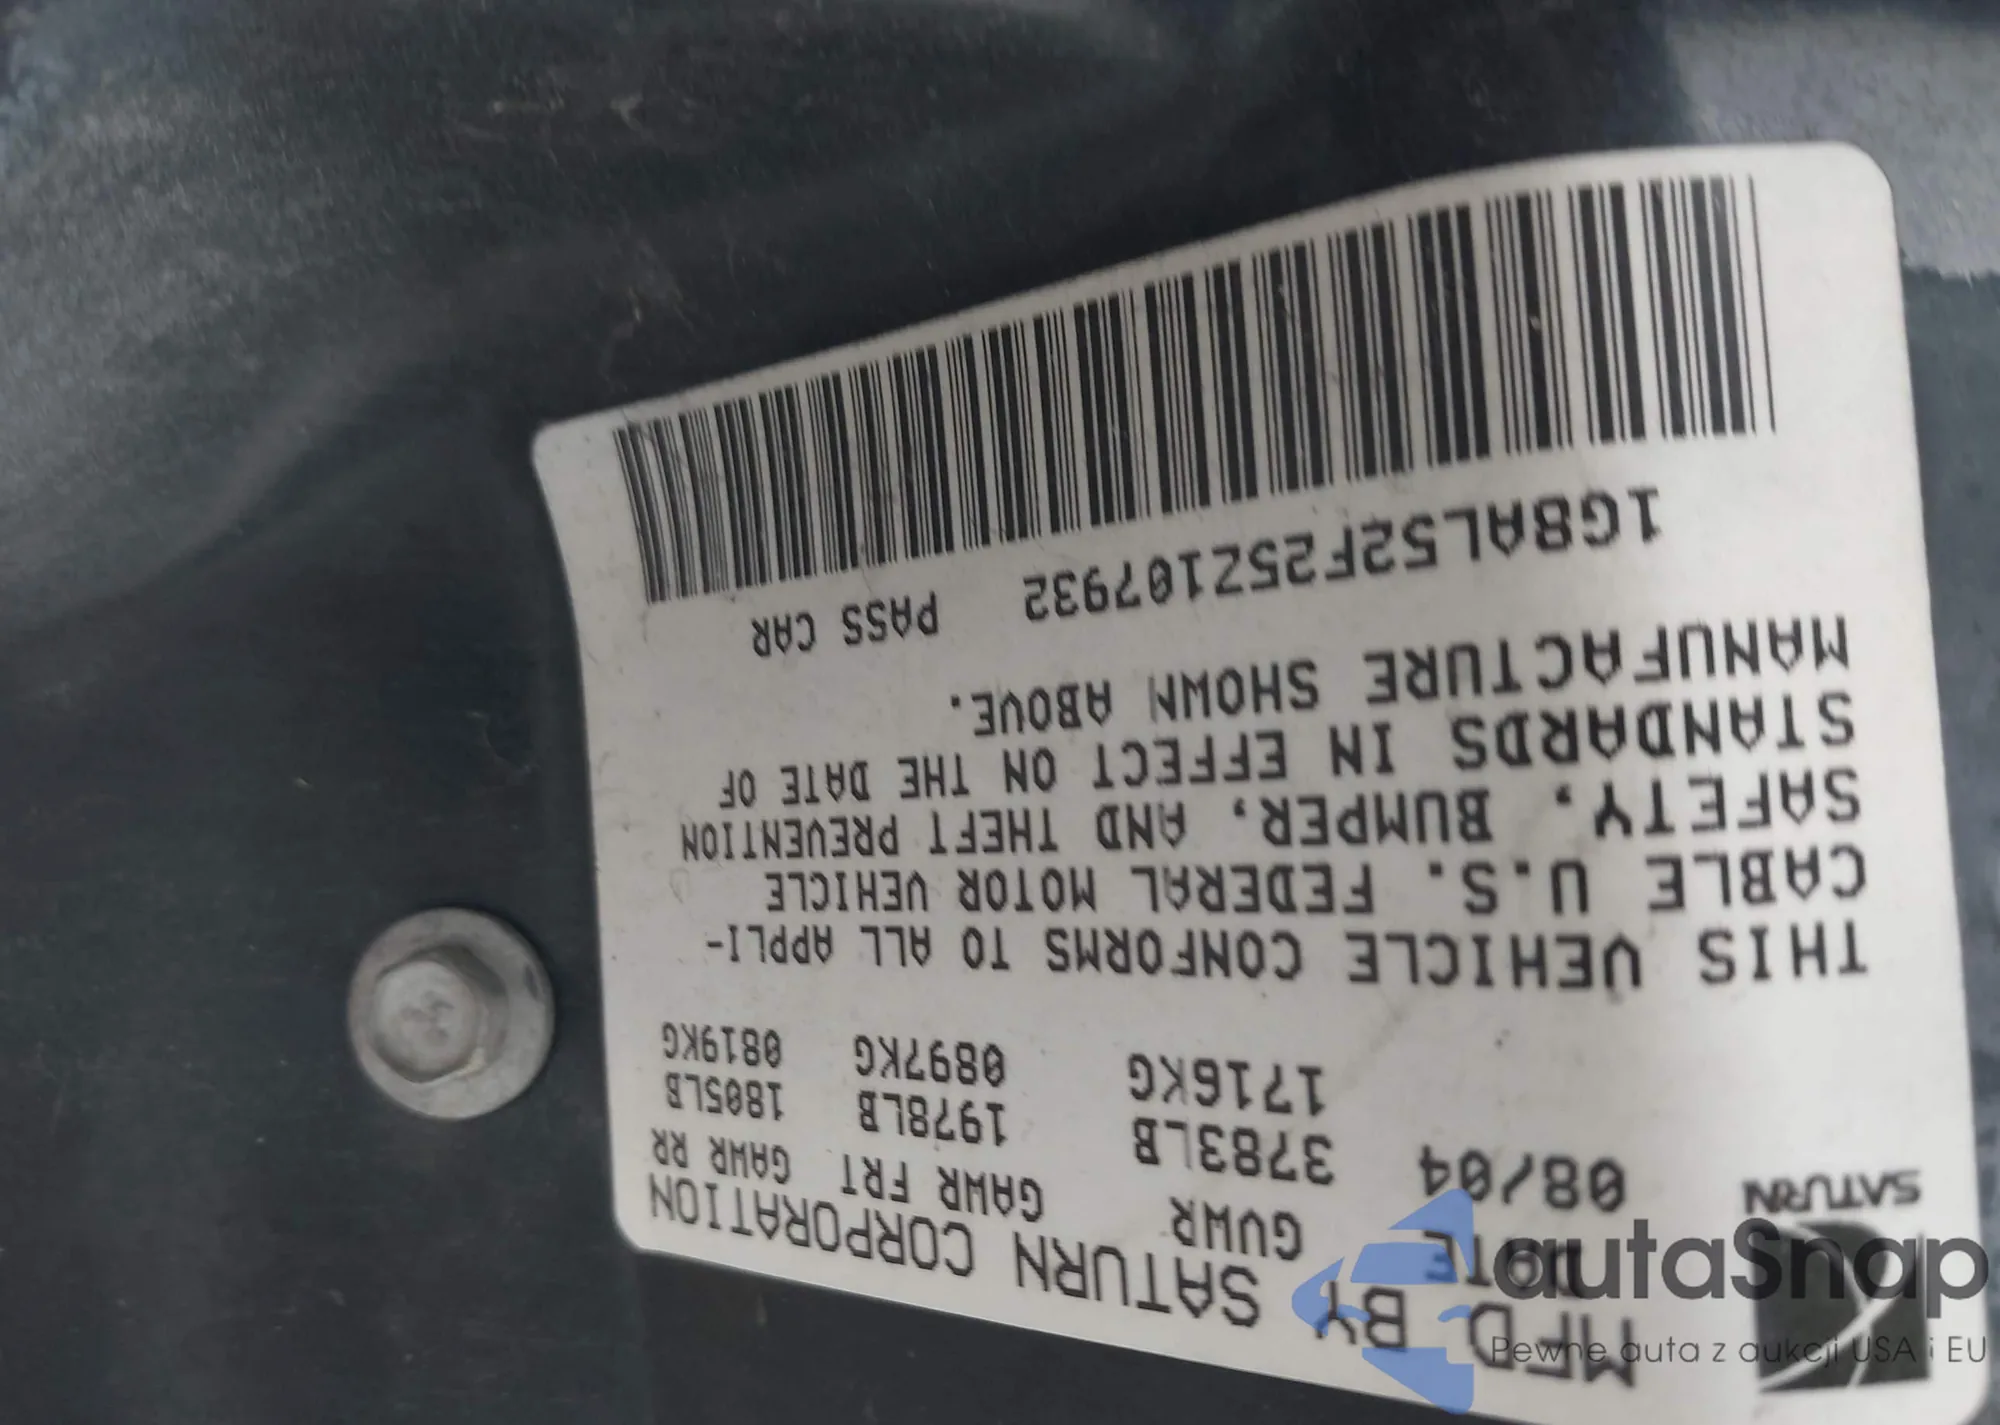 MFD BY SATURN CORPORATION
DATE GVWR GAWR FRT GAWR RR
08/04 3783LB 1978LB 1805LB
1716KG 0897KG 0819KG
SATURN
THIS VEHICLE CONFORMS TO ALL APPLI-
CABLE U.S. FEDERAL MOTOR VEHICLE
SAFETY, BUMPER, AND THEFT PREVENTION
STANDARDS IN EFFECT ON THE DATE OF
MANUFACTURE SHOWN ABOVE.
1G8AL52F25Z107932 PASS CAR
autaSnap
Pewne auta z aukcji USA i EU